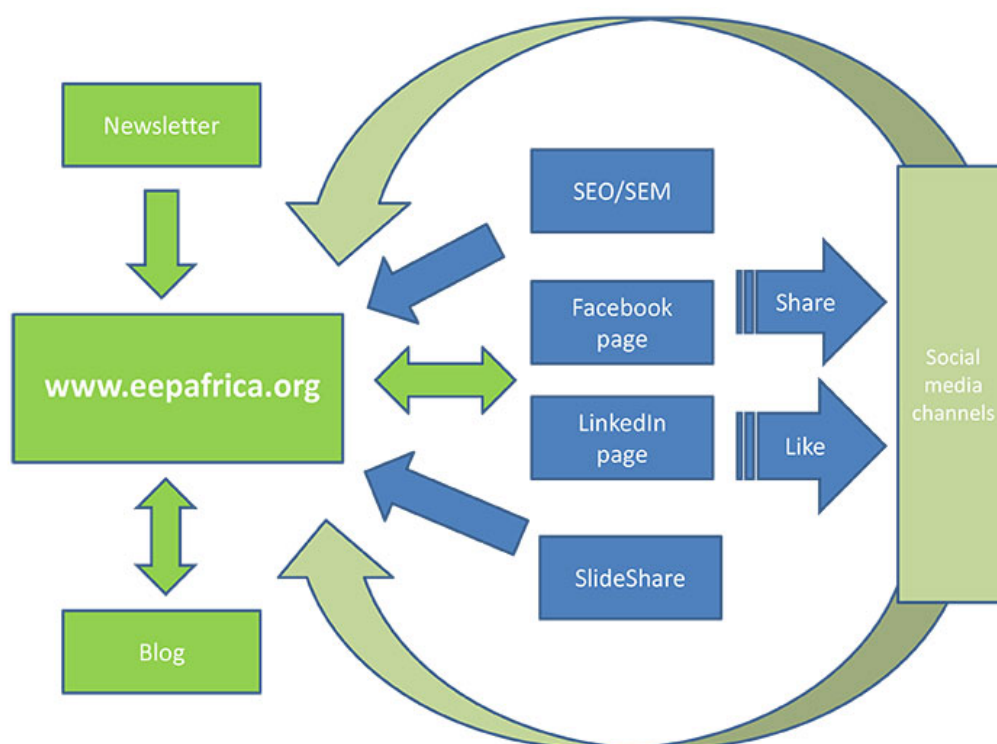 Newsletter
SEO/SEM
www.eepafrica.org
Facebook
page
Share
LinkedIn
page
Like
Social
media
channels
SlideShare
Blog